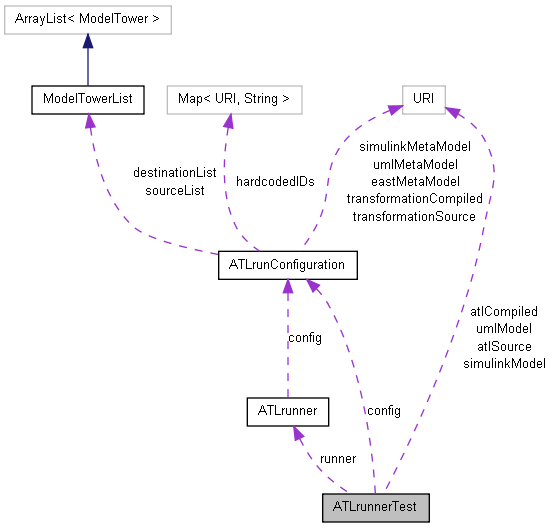 ArrayList< ModelTower >
ModelTowerList
Map< URI, String >
URI
destinationList
sourceList
hardcodedIDs
simulinkMetaModel
umlMetaModel
eastMetaModel
transformationCompiled
transformationSource
ATLrunConfiguration
config
atlCompiled
umlModel
atlSource
simulinkModel
ATLrunner
config
runner
ATLrunnerTest